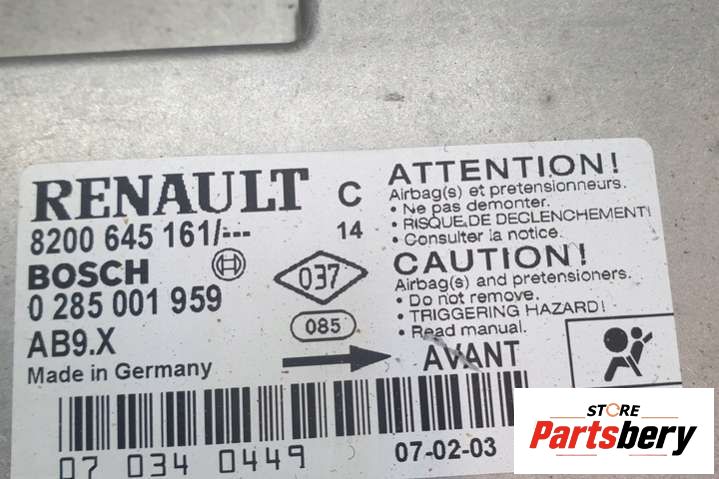 RENAULT C
8200 645 161/--- 14
BOSCH
0 285 001 959
037
085
AB9.X
Made in Germany
ATTENTION!
Airbag(s) et pretensionneurs.
• Ne pas demonter.
• RISQUE DE DECLENCHEMENT!
• Consulter la notice.
CAUTION!
Airbag(s) and pretensioners.
• Do not remove.
• TRIGGERING HAZARD!
• Read manual.
AVANT
07 034 0449
07-02-03
STORE
Partsbery